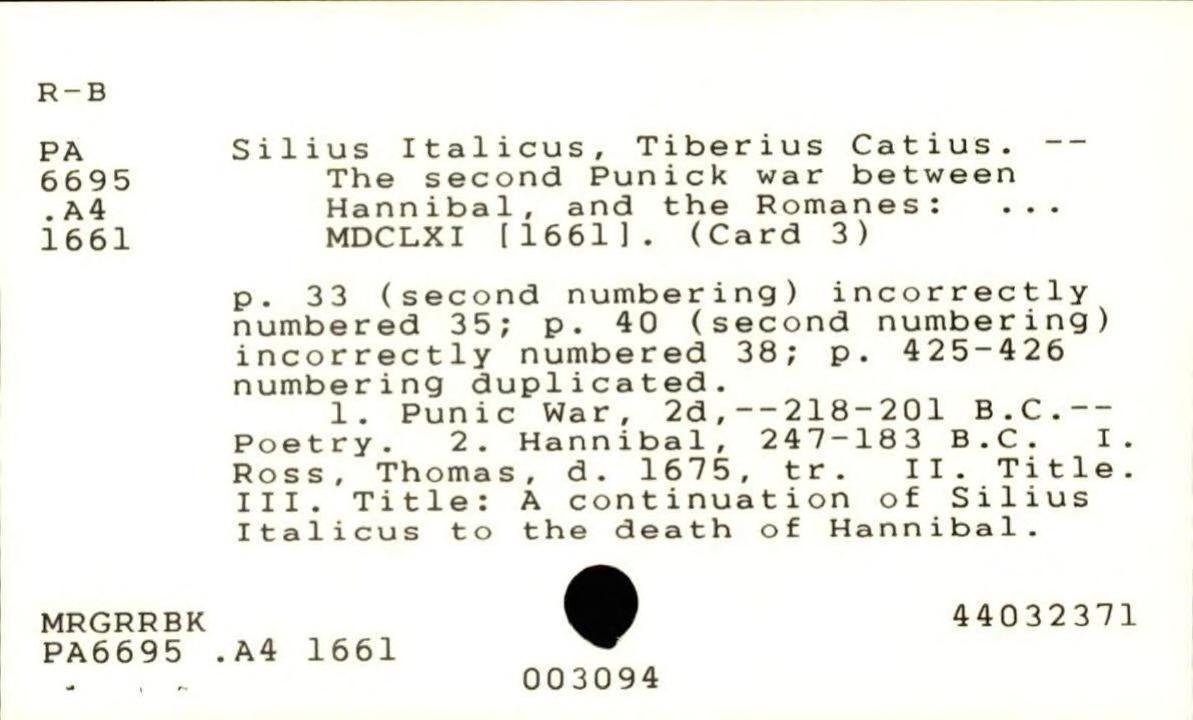 R-B
PA Silius Italicus, Tiberius Catius. --
6695 The second Punick war between
.A4 Hannibal, and the Romanes: ...
1661 MDCLXI [1661]. (Card 3)
p. 33 (second numbering) incorrectly
numbered 35; p. 40 (second numbering)
incorrectly numbered 38; p. 425-426
numbering duplicated.
1. Punic War, 2d,--218-201 B.C.--
Poetry. 2. Hannibal, 247-183 B.C. I.
Ross, Thomas, d. 1675, tr. II. Title.
III. Title: A continuation of Silius
Italicus to the death of Hannibal.
MRGRRBK 44032371
PA6695 .A4 1661
003094